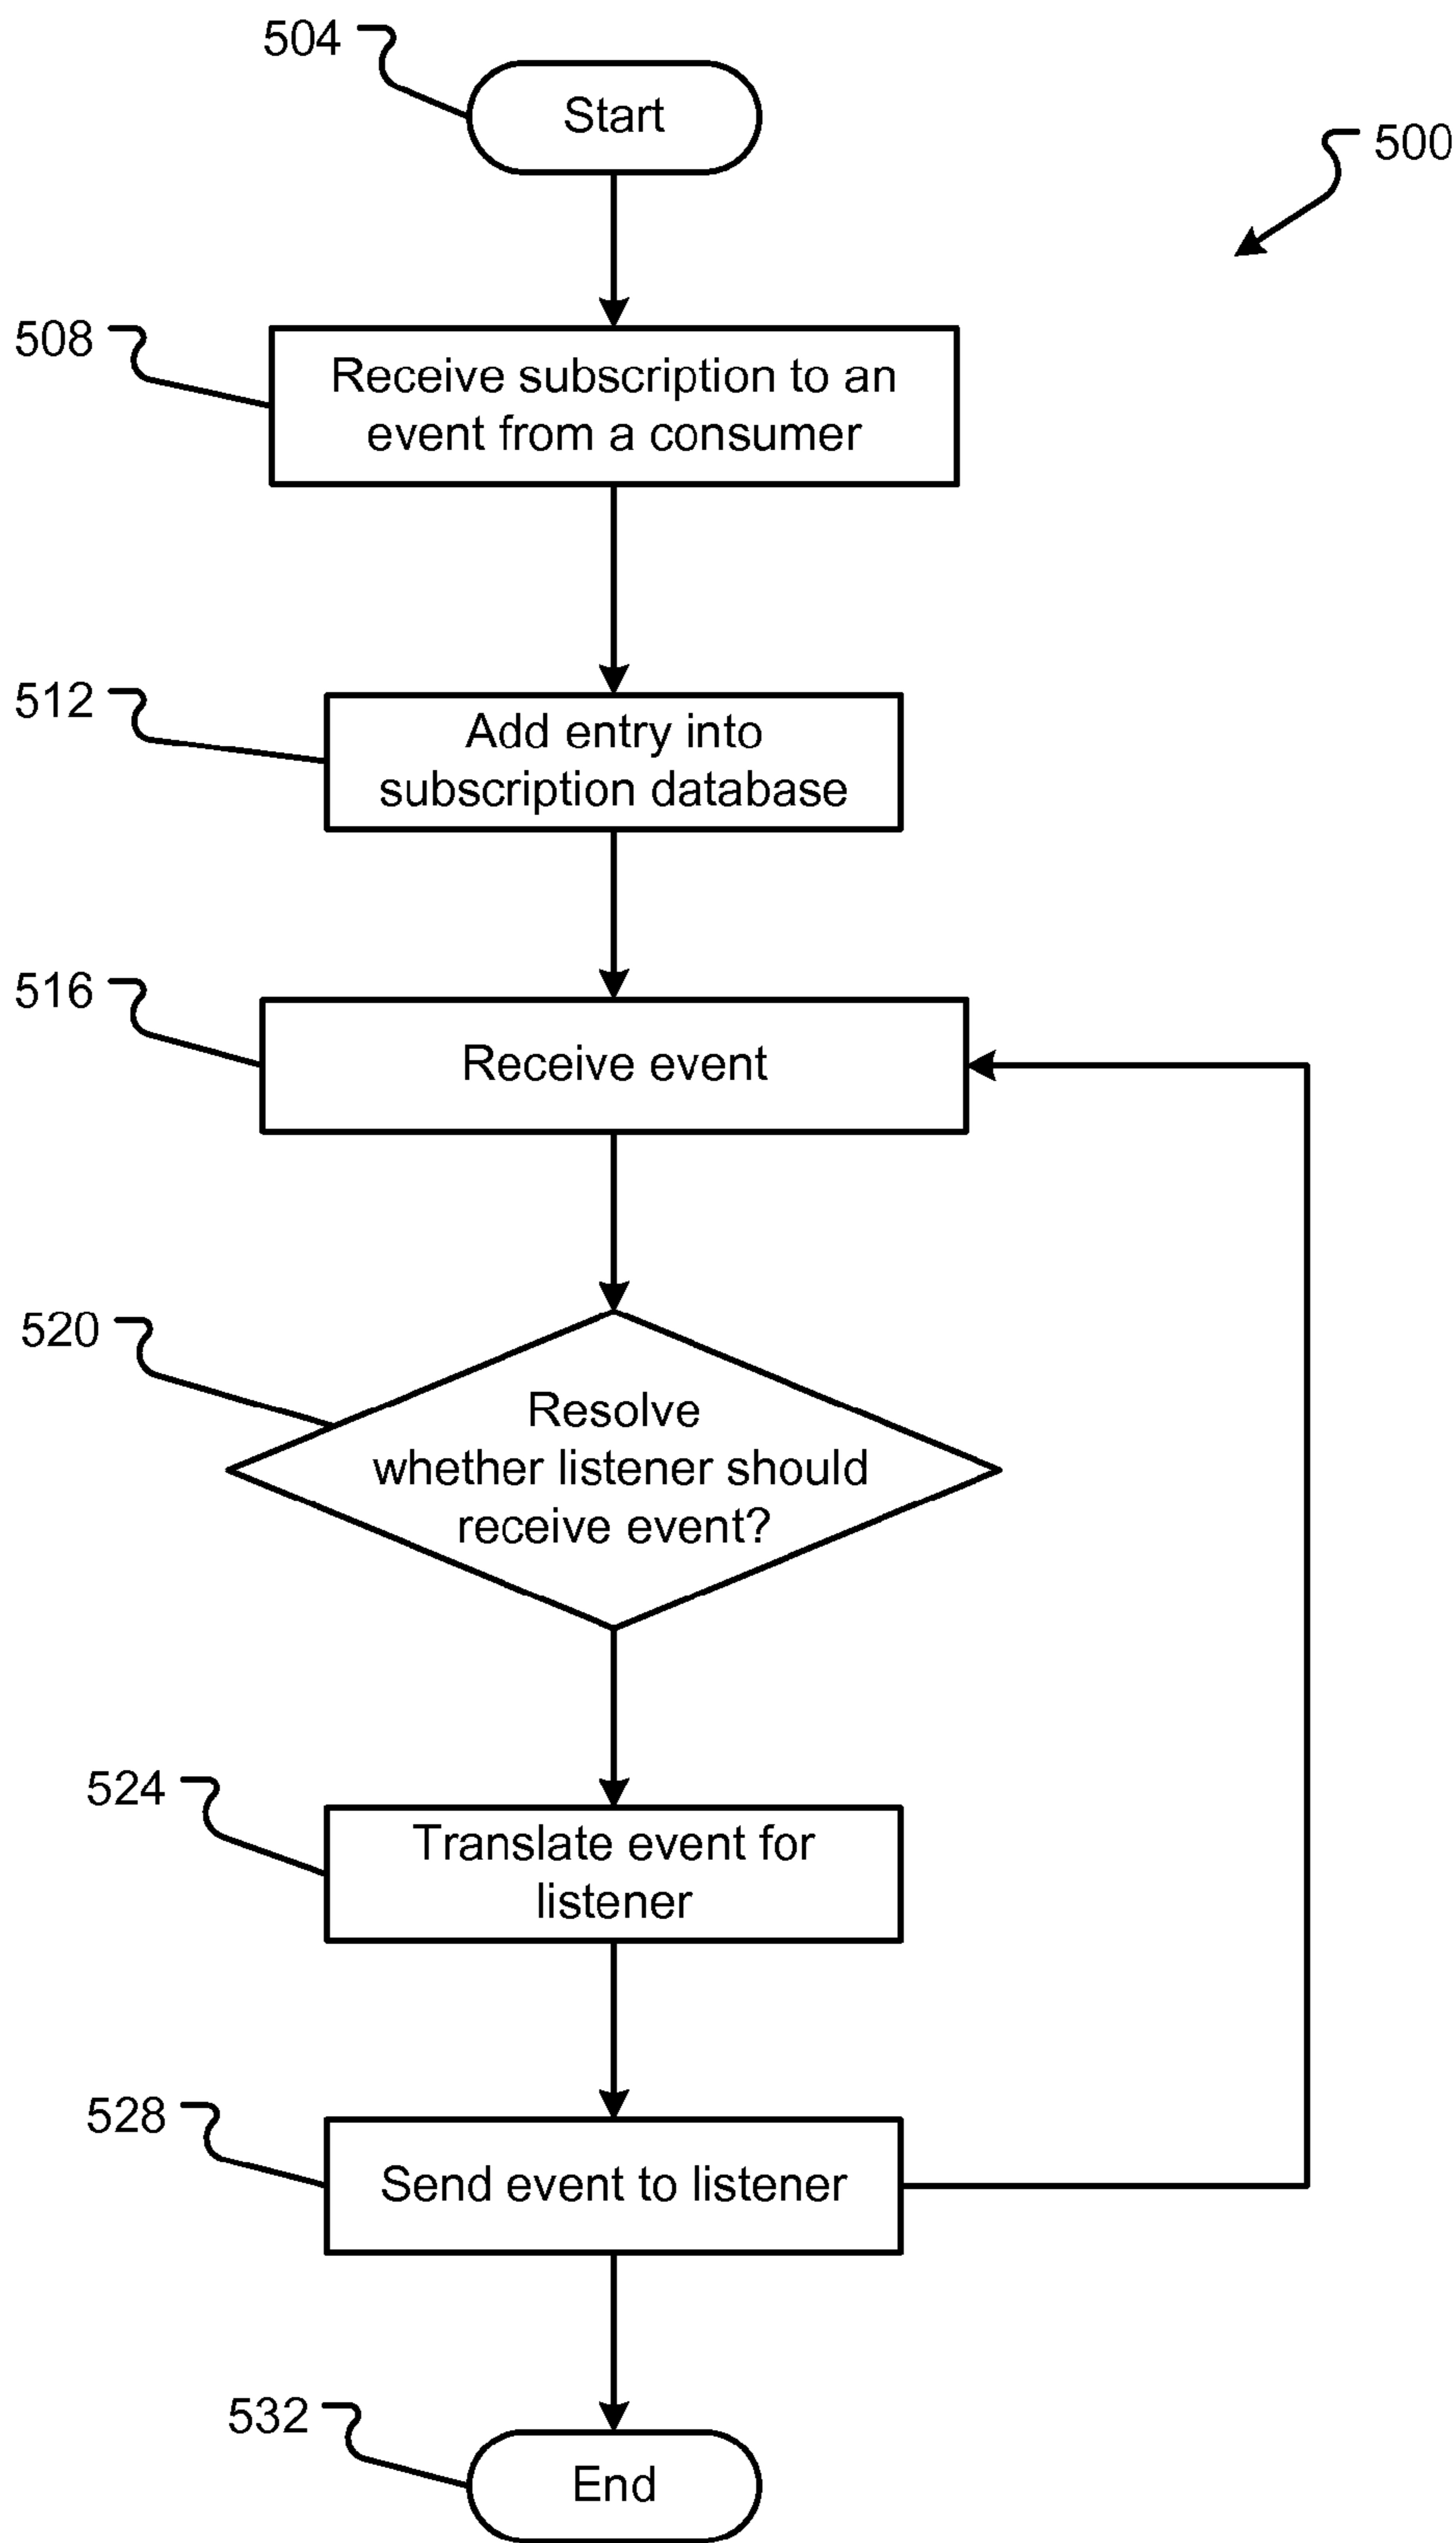 504
Start
500
508
Receive subscription to an
event from a consumer
512
Add entry into
subscription database
516
Receive event
520
Resolve
whether listener should
receive event?
524
Translate event for
listener
528
Send event to listener
532
End